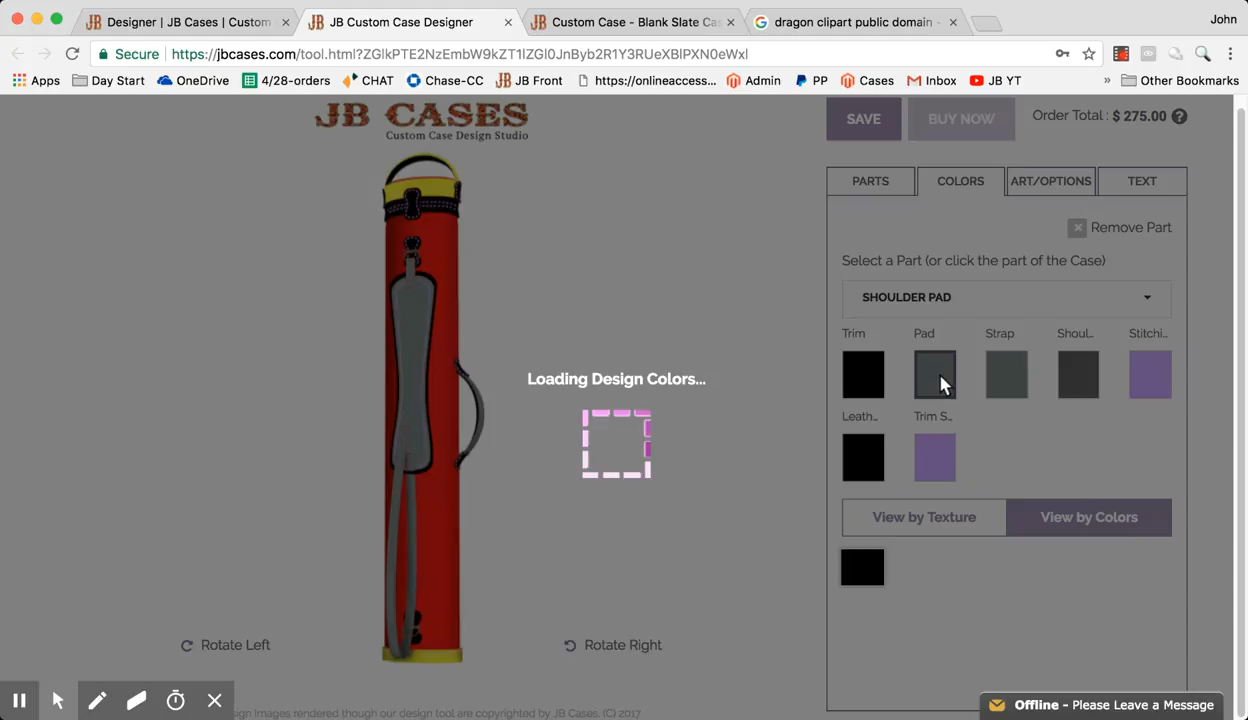 Designer | JB Cases | Custom
JB Custom Case Designer
Custom Case - Blank Slate Cas
dragon clipart public domain -
John
Secure
https://jbcases.com/tool.html?ZGlkPTE2NzEmbW9kZT1lZGl0JnByb2R1Y3RUeXBlPXN0eWxl
Apps
Day Start
OneDrive
4/28-orders
CHAT
Chase-CC
JB Front
https://onlineaccess...
Admin
PP
Cases
Inbox
JB YT
»
Other Bookmarks
JB CASES
Custom Case Design Studio
SAVE
BUY NOW
Order Total : $ 275.00 ?
PARTS
COLORS
ART/OPTIONS
TEXT
Remove Part
Select a Part (or click the part of the Case)
SHOULDER PAD
Trim
Pad
Strap
Shoul...
Stitchi...
Loading Design Colors...
Leath...
Trim S...
View by Texture
View by Colors
Rotate Left
Rotate Right
sign Images rendered though our design tool are copyrighted by JB Cases. (C) 2017
Offline - Please Leave a Message